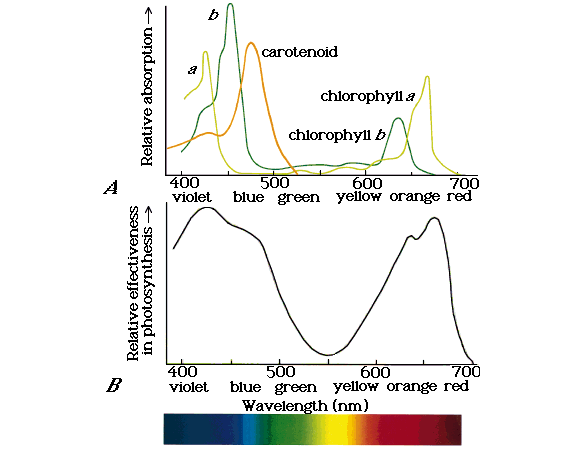 Relative absorption →
b
a
carotenoid
chlorophyll a
chlorophyll b
400 500 600 700
violet blue green yellow orange red
A
Relative effectiveness
in photosynthesis →
400 500 600 700
violet blue green yellow orange red
B
Wavelength (nm)